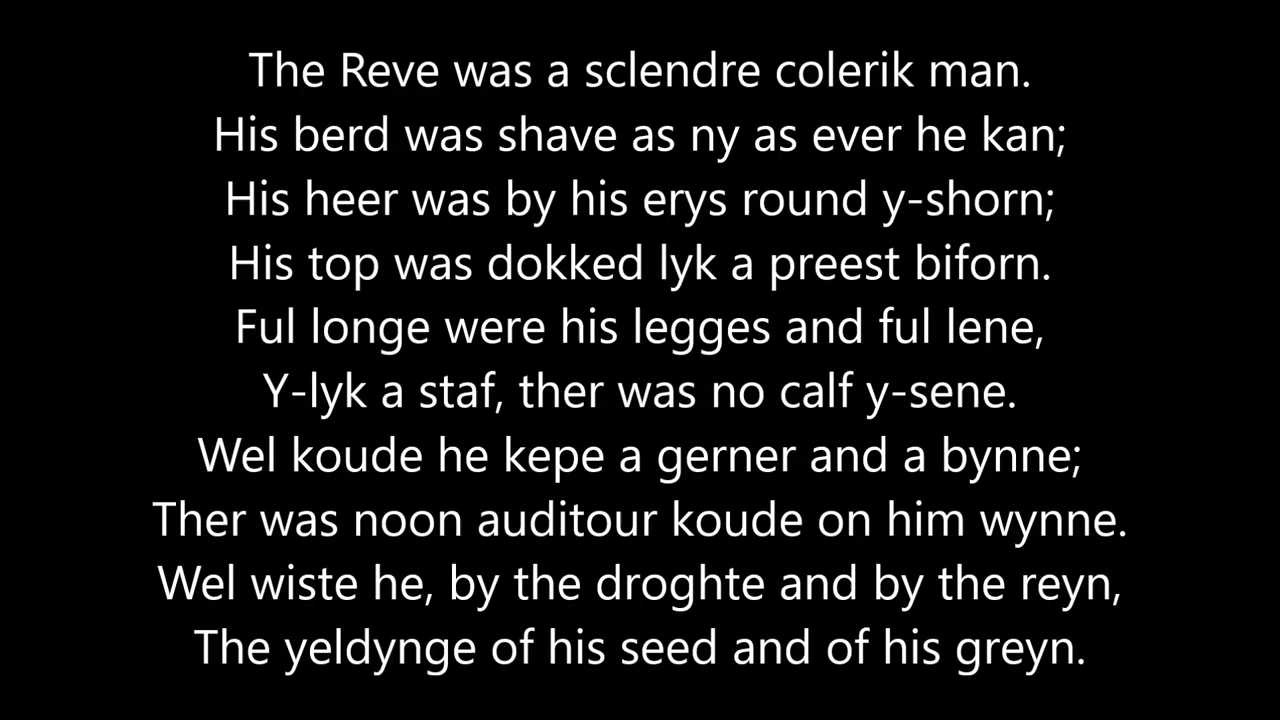 The Reve was a sclendre colerik man.
His berd was shave as ny as ever he kan;
His heer was by his erys round y-shorn;
His top was dokked lyk a preest biforn.
Ful longe were his legges and ful lene,
Y-lyk a staf, ther was no calf y-sene.
Wel koude he kepe a gerner and a bynne;
Ther was noon auditour koude on him wynne.
Wel wiste he, by the droghte and by the reyn,
The yeldynge of his seed and of his greyn.